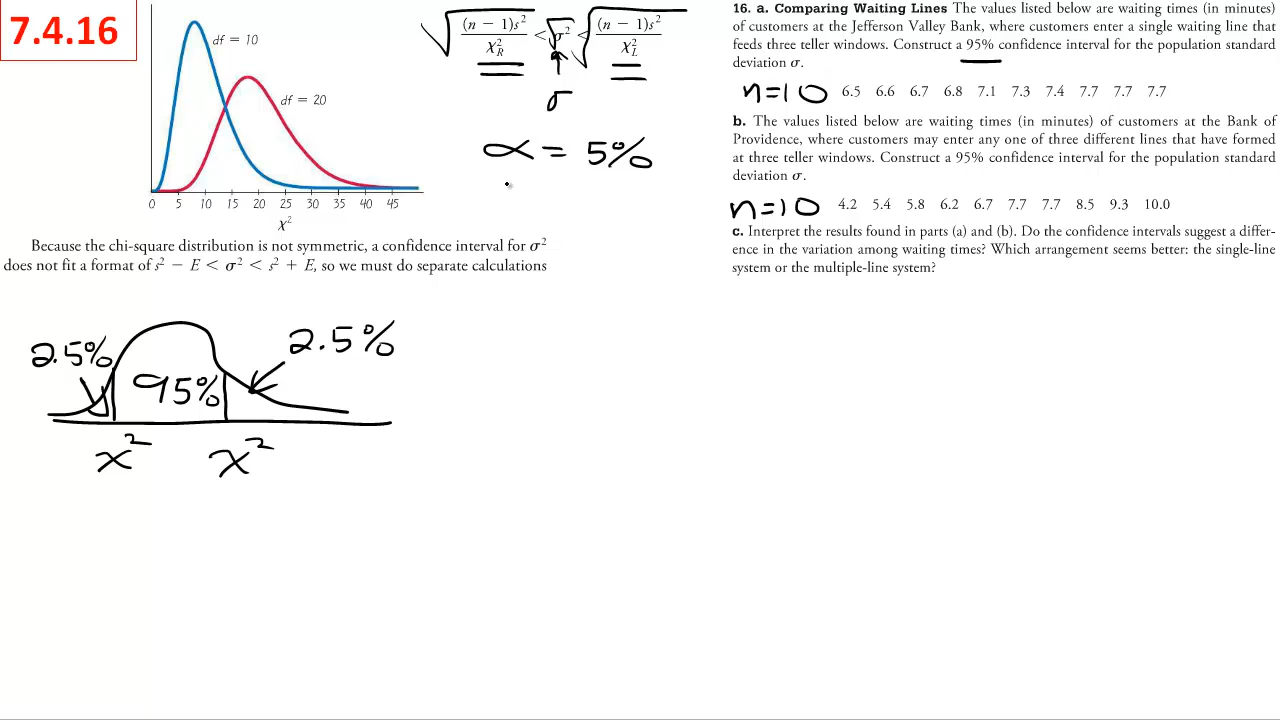 7.4.16
df = 10
df = 20
0 5 10 15 20 25 30 35 40 45
χ²
Because the chi-square distribution is not symmetric, a confidence interval for σ²
does not fit a format of s² − E < σ² < s² + E, so we must do separate calculations
√((n − 1)s² / χ²_R) < √σ² < √((n − 1)s² / χ²_L)
σ
α = 5%
2.5%
95%
2.5%
χ² χ²
16. a. Comparing Waiting Lines The values listed below are waiting times (in minutes)
of customers at the Jefferson Valley Bank, where customers enter a single waiting line that
feeds three teller windows. Construct a 95% confidence interval for the population standard
deviation σ.
n=10 6.5 6.6 6.7 6.8 7.1 7.3 7.4 7.7 7.7 7.7
b. The values listed below are waiting times (in minutes) of customers at the Bank of
Providence, where customers may enter any one of three different lines that have formed
at three teller windows. Construct a 95% confidence interval for the population standard
deviation σ.
n=10 4.2 5.4 5.8 6.2 6.7 7.7 7.7 8.5 9.3 10.0
c. Interpret the results found in parts (a) and (b). Do the confidence intervals suggest a differ-
ence in the variation among waiting times? Which arrangement seems better: the single-line
system or the multiple-line system?